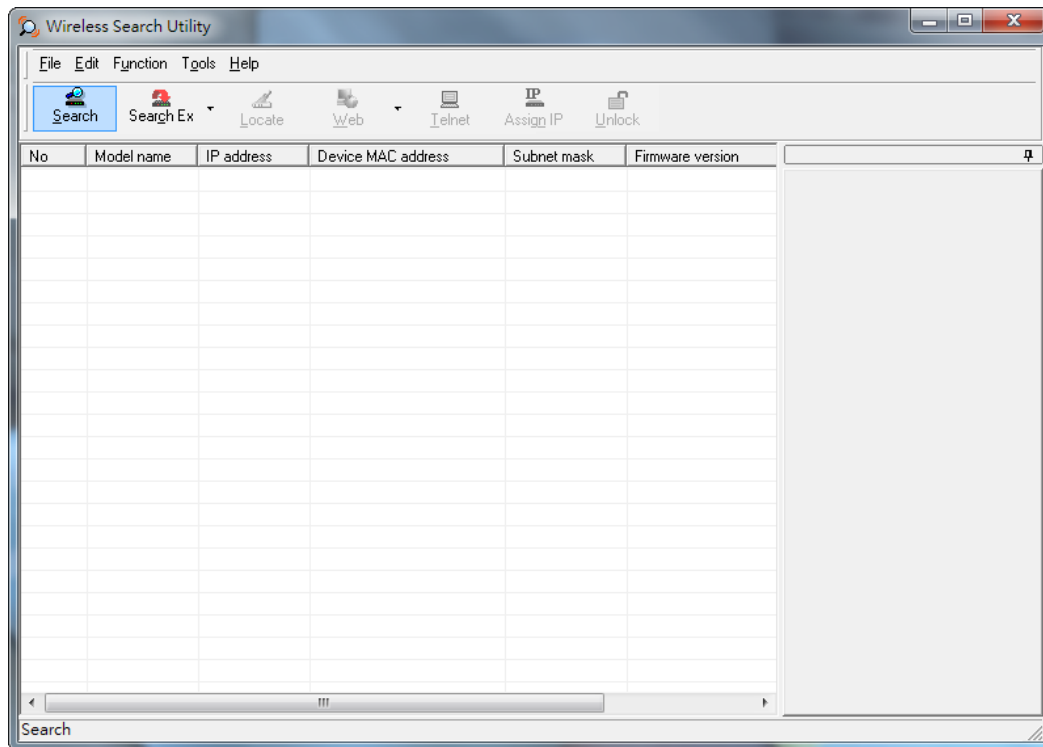 Wireless Search Utility
File Edit Function Tools Help
Search Search Ex Locate Web Telnet Assign IP Unlock
No Model name IP address Device MAC address Subnet mask Firmware version
Search